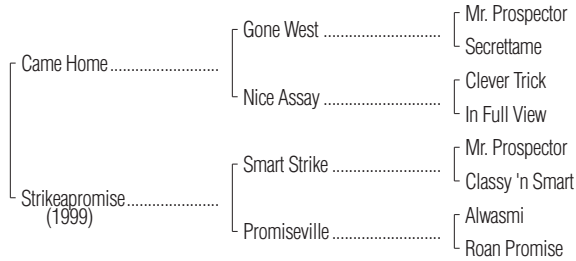 Mr. Prospector
Gone West ..............................
Secrettame
Came Home...........................
Clever Trick
Nice Assay ..............................
In Full View
Mr. Prospector
Smart Strike ..............................
Classy 'n Smart
Strikeapromise.......................
(1999)
Alwasmi
Promiseville ...........................
Roan Promise